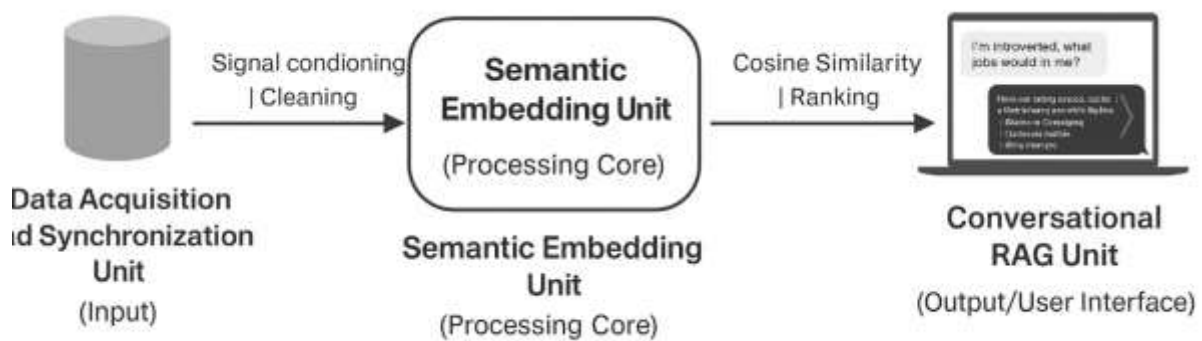 Signal condioning
| Cleaning
Semantic
Embedding Unit
(Processing Core)
Cosine Similarity
| Ranking
I'm introverted, what
jobs would in me?
Data Acquisition
d Synchronization
Unit
(Input)
Semantic Embedding
Unit
(Processing Core)
Conversational
RAG Unit
(Output/User Interface)